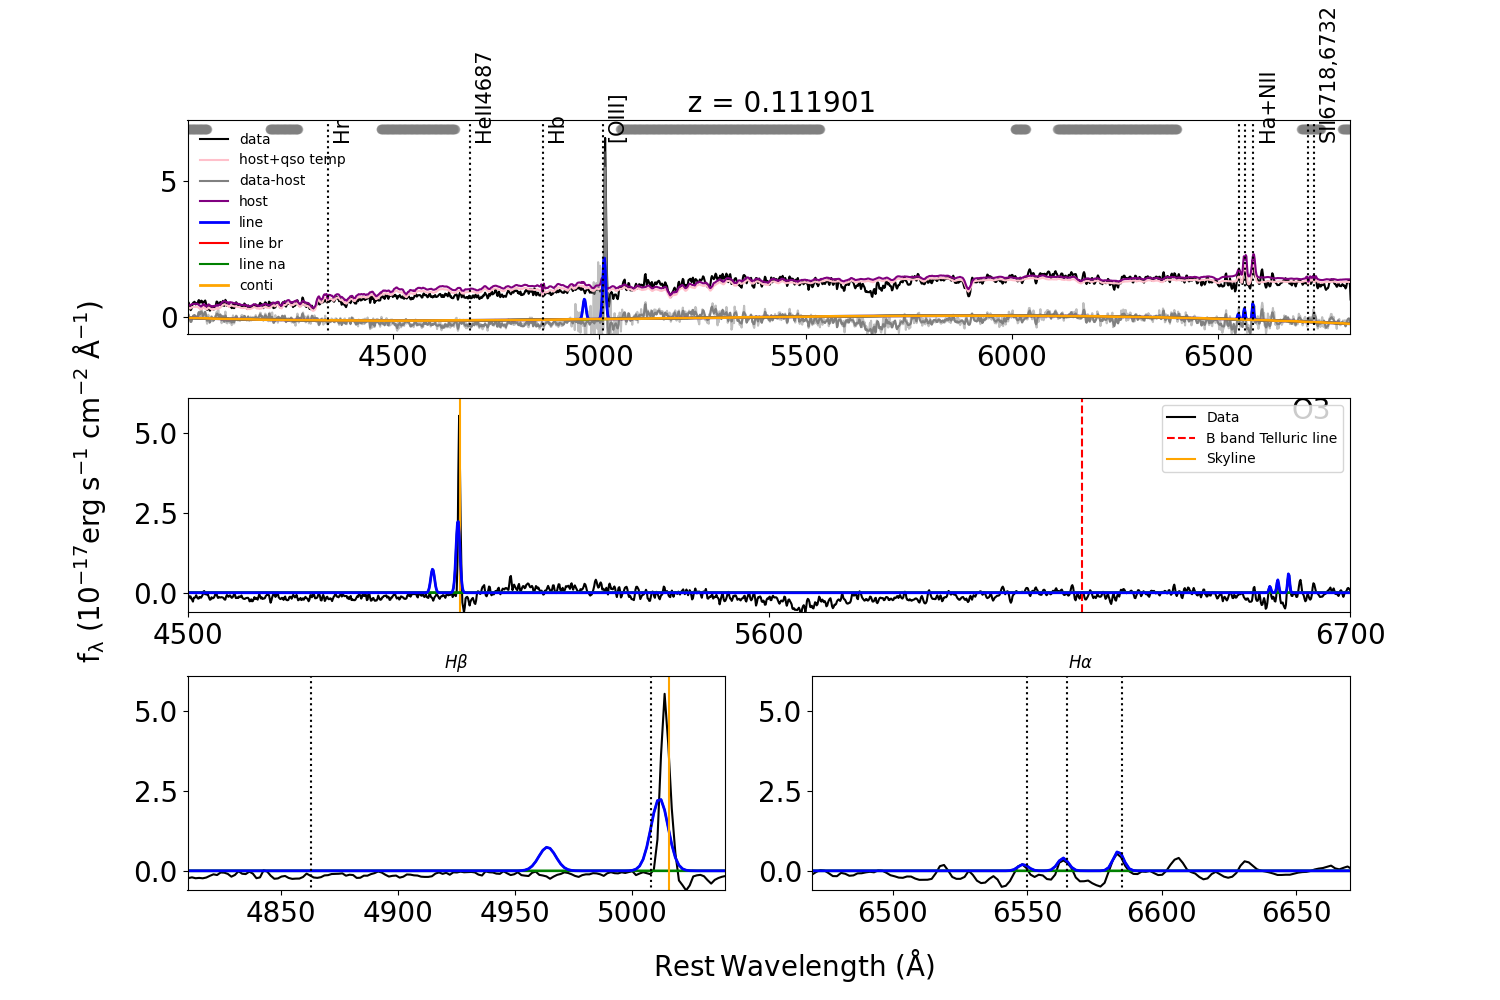 z = 0.111901
Hr
HeII4687
Hb
[OIII]
Ha+NII
SII6718,6732
data
host+qso temp
data-host
host
line
line br
line na
conti
5
0
4500 5000 5500 6000 6500
fλ (10⁻¹⁷erg s⁻¹ cm⁻² Å⁻¹)
O3
Data
B band Telluric line
Skyline
5.0
2.5
0.0
4500 5600 6700
Hβ
5.0
2.5
0.0
4850 4900 4950 5000
Hα
5.0
2.5
0.0
6500 6550 6600 6650
Rest Wavelength (Å)